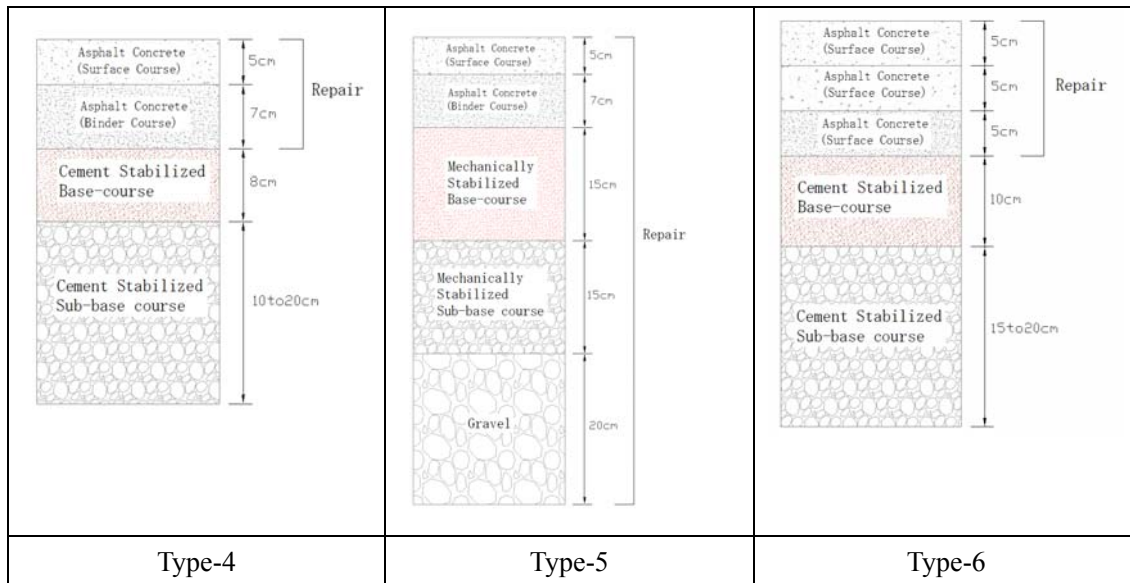 Asphalt Concrete
(Surface Course)
5cm
Asphalt Concrete
(Binder Course)
7cm
Repair
Cement Stabilized
Base-course
8cm
Cement Stabilized
Sub-base course
10to20cm
Type-4
Asphalt Concrete
(Surface Course)
5cm
Asphalt Concrete
(Binder Course)
7cm
Mechanically
Stabilized
Base-course
15cm
Repair
Mechanically
Stabilized
Sub-base course
15cm
Gravel
20cm
Type-5
Asphalt Concrete
(Surface Course)
5cm
Asphalt Concrete
(Surface Course)
5cm
Repair
Asphalt Concrete
(Surface Course)
5cm
Cement Stabilized
Base-course
10cm
Cement Stabilized
Sub-base course
15to20cm
Type-6